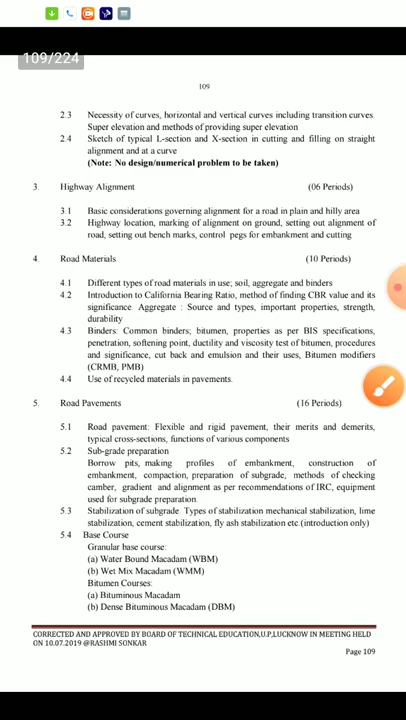 109/224
109
2.3 Necessity of curves, horizontal and vertical curves including transition curves.
Super elevation and methods of providing super elevation
2.4 Sketch of typical L-section and X-section in cutting and filling on straight
alignment and at a curve
(Note: No design/numerical problem to be taken)
3. Highway Alignment (06 Periods)
3.1 Basic considerations governing alignment for a road in plain and hilly area
3.2 Highway location, marking of alignment on ground, setting out alignment of
road, setting out bench marks, control pegs for embankment and cutting
4. Road Materials (10 Periods)
4.1 Different types of road materials in use; soil, aggregate and binders
4.2 Introduction to California Bearing Ratio, method of finding CBR value and its
significance. Aggregate : Source and types, important properties, strength,
durability
4.3 Binders: Common binders; bitumen, properties as per BIS specifications,
penetration, softening point, ductility and viscosity test of bitumen, procedures
and significance, cut back and emulsion and their uses, Bitumen modifiers
(CRMB, PMB)
4.4 Use of recycled materials in pavements.
5. Road Pavements (16 Periods)
5.1 Road pavement: Flexible and rigid pavement, their merits and demerits,
typical cross-sections, functions of various components
5.2 Sub-grade preparation
Borrow pits, making profiles of embankment, construction of
embankment, compaction, preparation of subgrade, methods of checking
camber, gradient and alignment as per recommendations of IRC, equipment
used for subgrade preparation
5.3 Stabilization of subgrade. Types of stabilization mechanical stabilization, lime
stabilization, cement stabilization, fly ash stabilization etc.(introduction only)
5.4 Base Course
Granular base course:
(a) Water Bound Macadam (WBM)
(b) Wet Mix Macadam (WMM)
Bitumen Courses:
(a) Bituminous Macadam
(b) Dense Bituminous Macadam (DBM)
CORRECTED AND APPROVED BY BOARD OF TECHNICAL EDUCATION,U.P,LUCKNOW IN MEETING HELD
ON 10.07.2019 @RASHMI SONKAR
Page 109